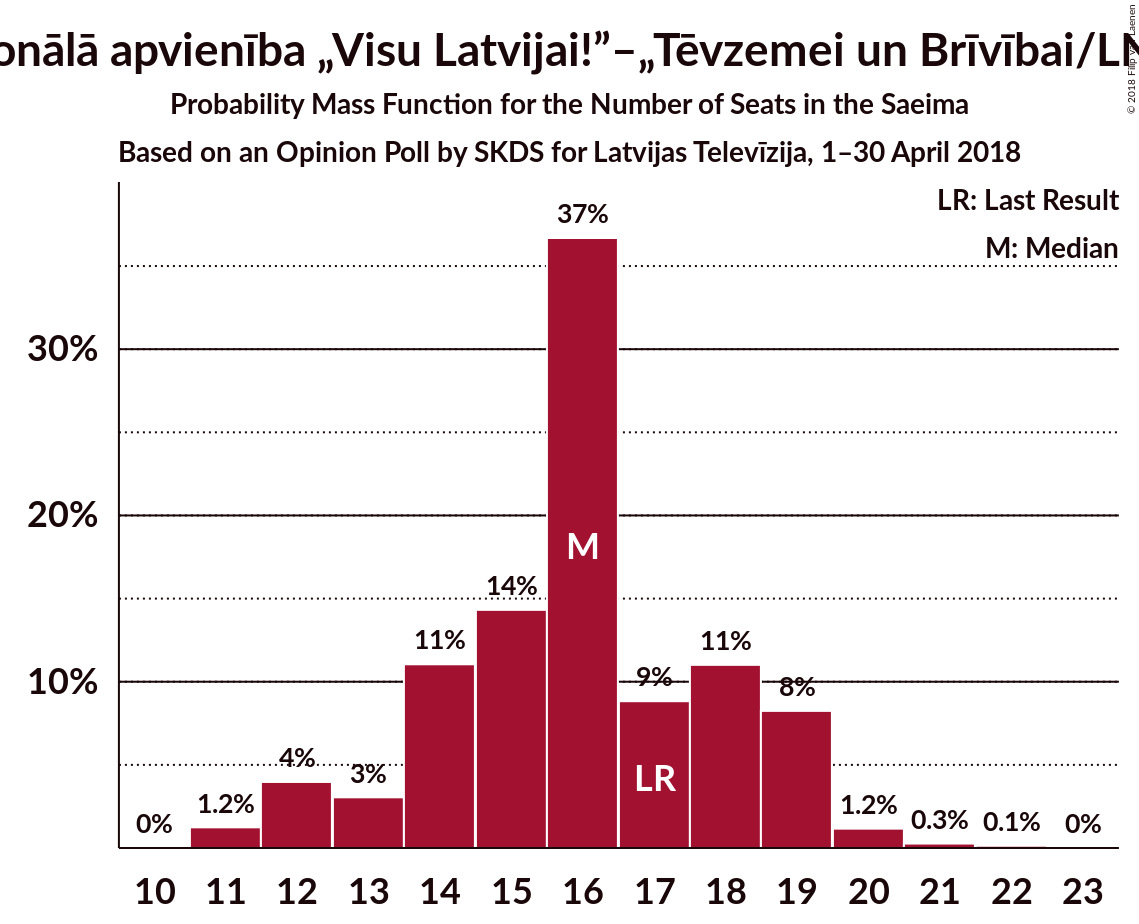 onālā apvienība „Visu Latvijai!”–„Tēvzemei un Brīvībai/LN
© 2018 Filip van Laenen
Probability Mass Function for the Number of Seats in the Saeima
Based on an Opinion Poll by SKDS for Latvijas Televīzija, 1–30 April 2018
LR: Last Result
M: Median
37%
30%
20%
M
14%
11%
11%
10%
9%
8%
4%
3%
LR
1.2%
1.2%
0.3%
0.1%
0%
0%
10 11 12 13 14 15 16 17 18 19 20 21 22 23